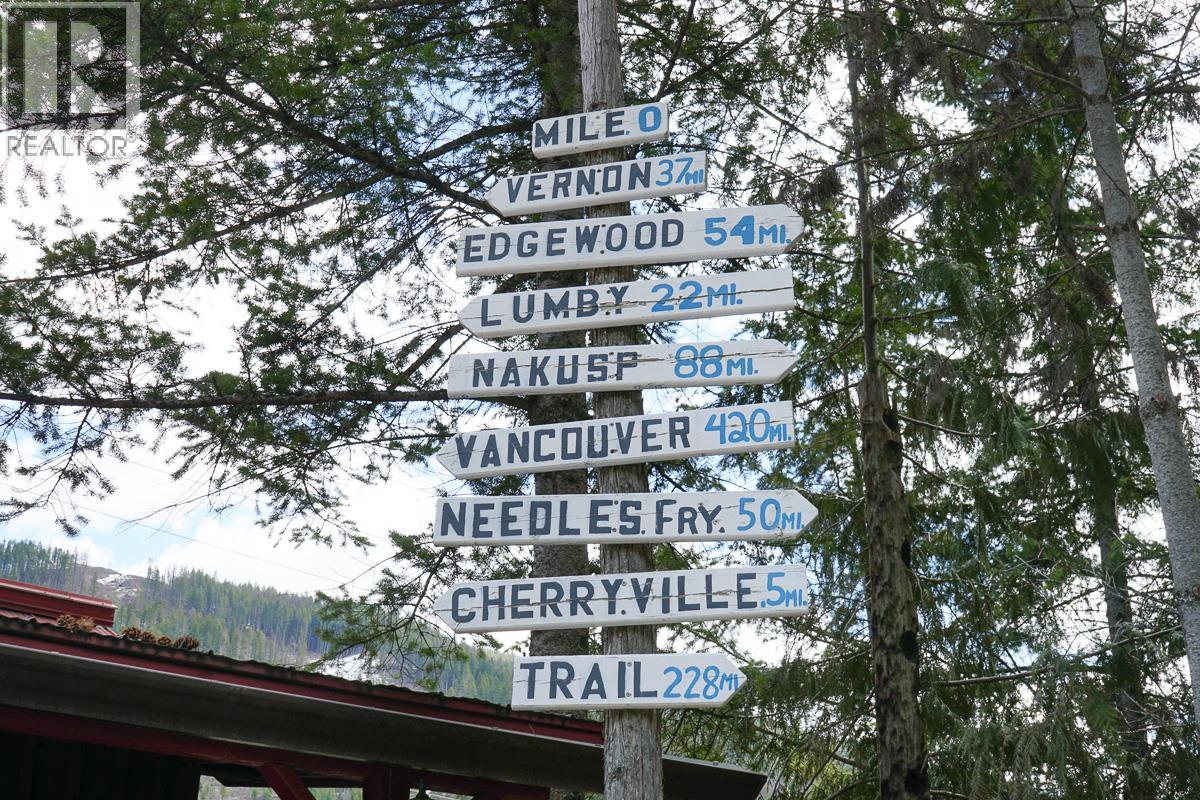 REALTOR
MILE. 0
VERNON 37MI
EDGEWOOD 54MI.
LUMBY 22MI.
NAKUSP 88MI.
VANCOUVER 420MI.
NEEDLES. FRY. 50MI
CHERRYVILLE .5MI.
TRAIL 228MI